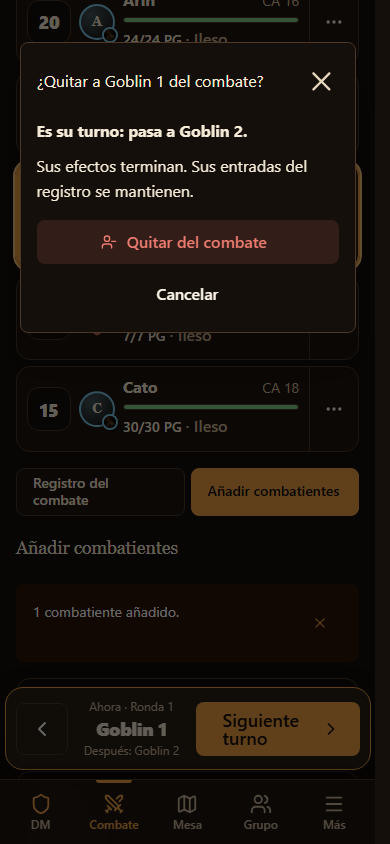 20
A
Arin
CA 16
24/24 PG · Ileso
¿Quitar a Goblin 1 del combate?
Es su turno: pasa a Goblin 2.
Sus efectos terminan. Sus entradas del
registro se mantienen.
Quitar del combate
Cancelar
7/7 PG · Ileso
15
C
Cato
CA 18
30/30 PG · Ileso
Registro del
combate
Añadir combatientes
Añadir combatientes
1 combatiente añadido.
Ahora · Ronda 1
Goblin 1
Después: Goblin 2
Siguiente
turno
DM
Combate
Mesa
Grupo
Más